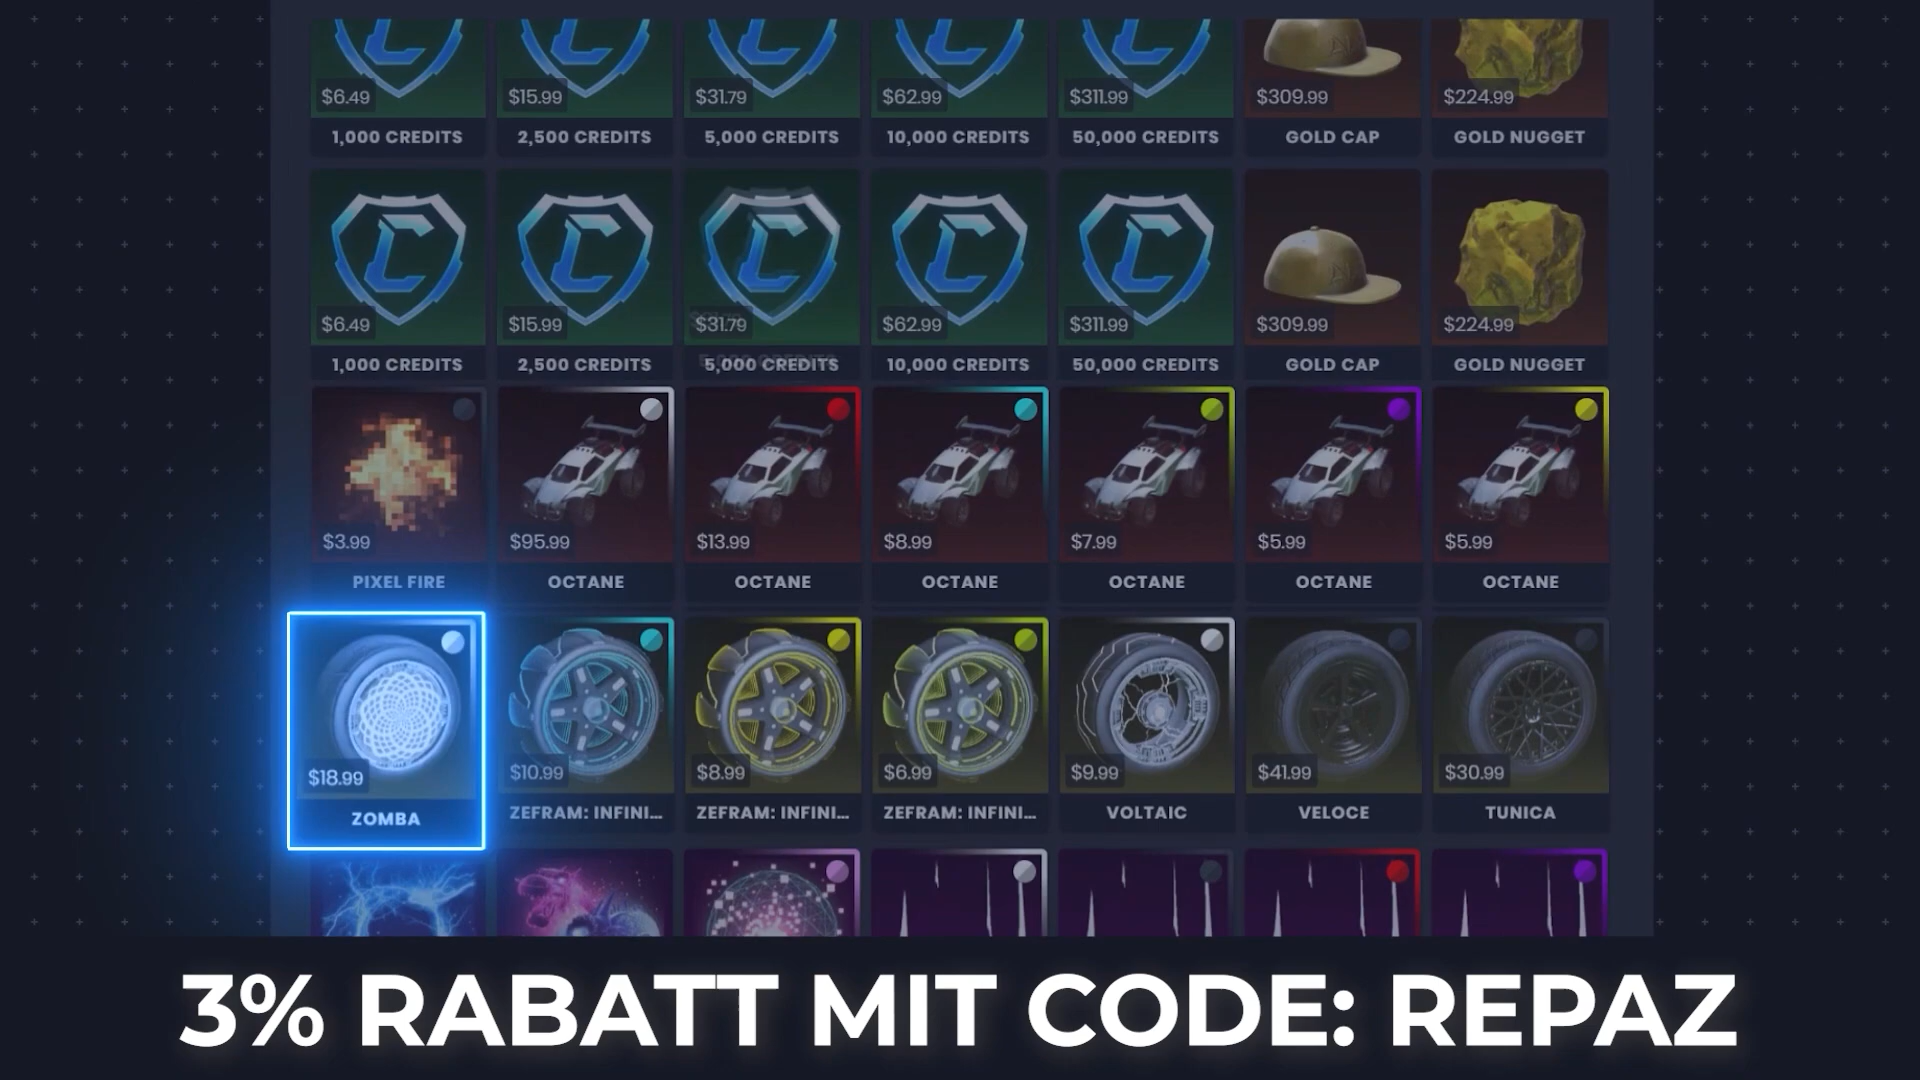 $6.49 $15.99 $31.79 $62.99 $311.99 $309.99 $224.99
1,000 CREDITS 2,500 CREDITS 5,000 CREDITS 10,000 CREDITS 50,000 CREDITS GOLD CAP GOLD NUGGET
$6.49 $15.99 $31.79 $62.99 $311.99 $309.99 $224.99
1,000 CREDITS 2,500 CREDITS 5,000 CREDITS 10,000 CREDITS 50,000 CREDITS GOLD CAP GOLD NUGGET
$3.99 $95.99 $13.99 $8.99 $7.99 $5.99 $5.99
PIXEL FIRE OCTANE OCTANE OCTANE OCTANE OCTANE OCTANE
$18.99 $10.99 $8.99 $6.99 $9.99 $41.99 $30.99
ZOMBA ZEFRAM: INFINI... ZEFRAM: INFINI... ZEFRAM: INFINI... VOLTAIC VELOCE TUNICA
3% RABATT MIT CODE: REPAZ